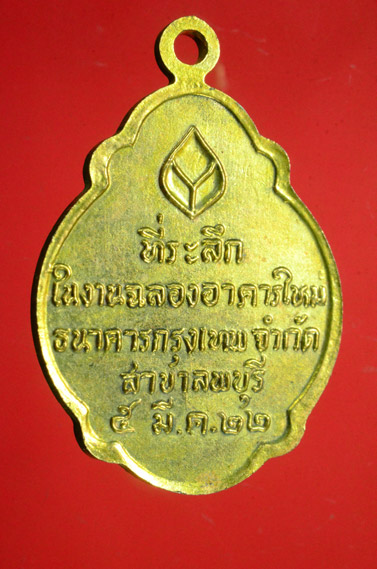 ที่ระลึก
ในงานฉลองอาคารใหม่
ธนาคารกรุงเทพ จำกัด
สาขาลพบุรี
๕ มี.ค.๒๒